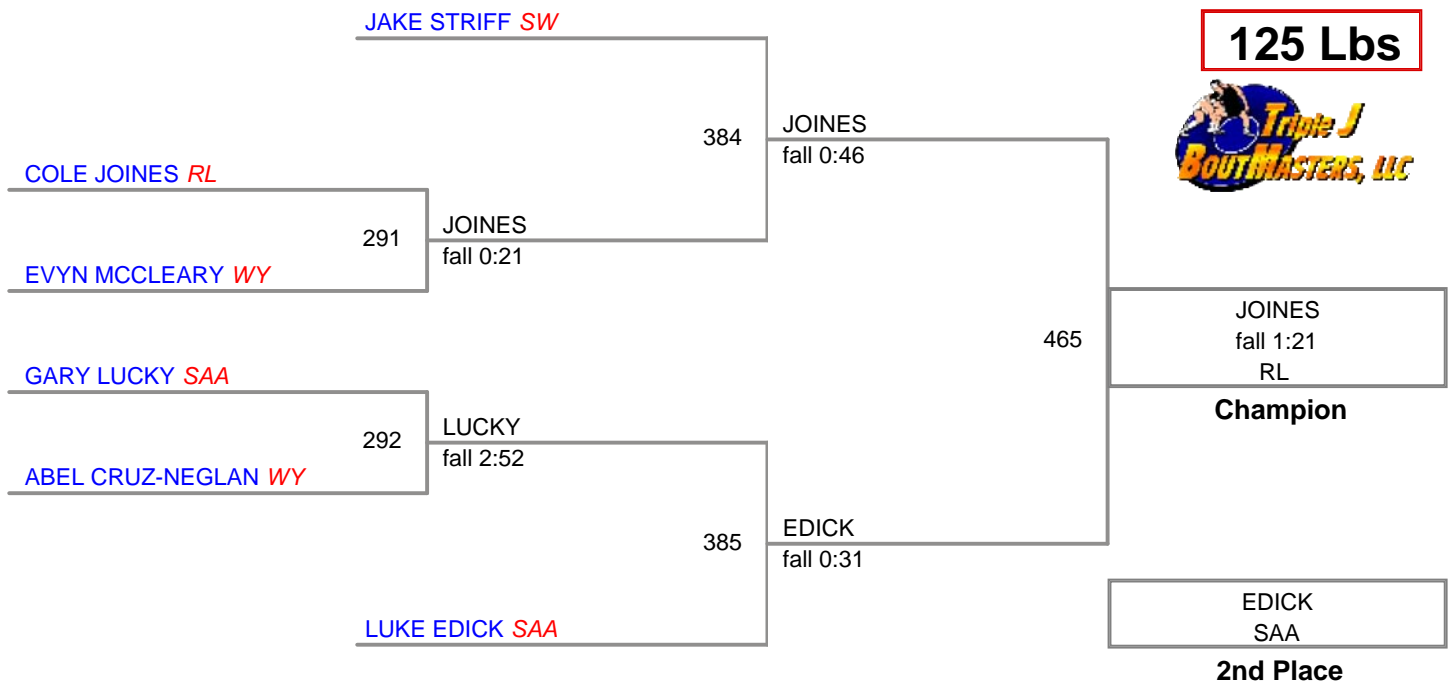 JAKE STRIFF SW
125 Lbs
Triple J
BOUTMASTERS, LLC
384
JOINES
fall 0:46
COLE JOINES RL
291
JOINES
fall 0:21
EVYN MCCLEARY WY
465
JOINES
fall 1:21
RL
Champion
GARY LUCKY SAA
292
LUCKY
fall 2:52
ABEL CRUZ-NEGLAN WY
385
EDICK
fall 0:31
LUKE EDICK SAA
EDICK
SAA
2nd Place